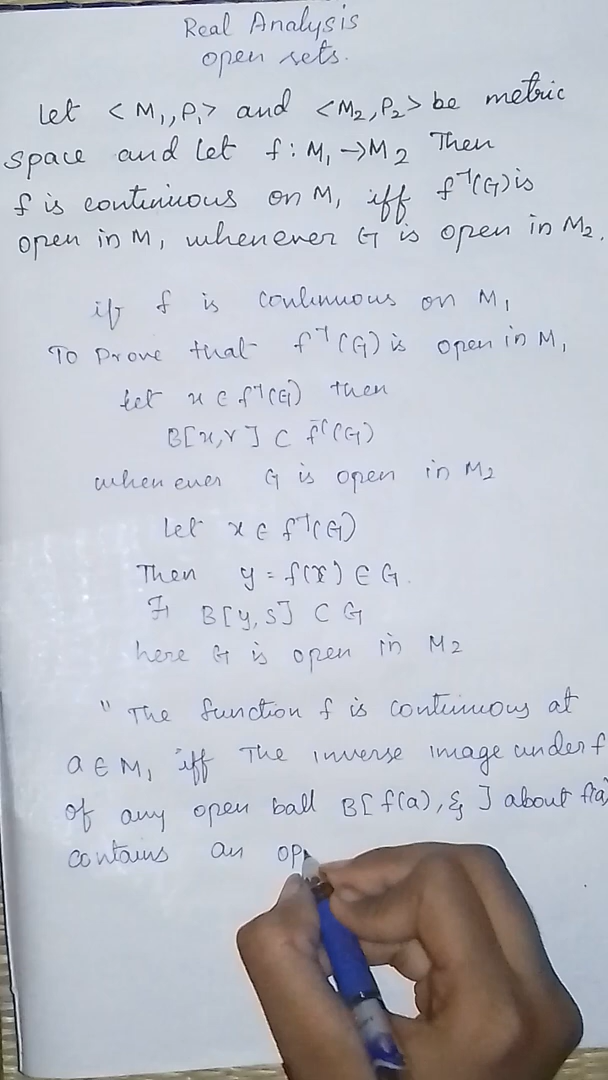 Real Analysis
open sets.
Let < M₁, P₁ > and < M₂, P₂ > be metric
space and let f : M₁ → M₂ Then
f is continuous on M₁ iff f⁻¹(G) is
open in M₁ whenever G is open in M₂.
if f is continuous on M₁
To prove that f⁻¹(G) is open in M₁
Let x ∈ f⁻¹(G) then
B[x, r] ⊂ f⁻¹(G)
whenever G is open in M₂
Let x ∈ f⁻¹(G)
Then y = f(x) ∈ G.
∃ B[y, s] ⊂ G
here G is open in M₂
" The function f is continuous at
a ∈ M₁ iff The inverse image under f
of any open ball B[f(a), ξ ] about f(a)
contains an op